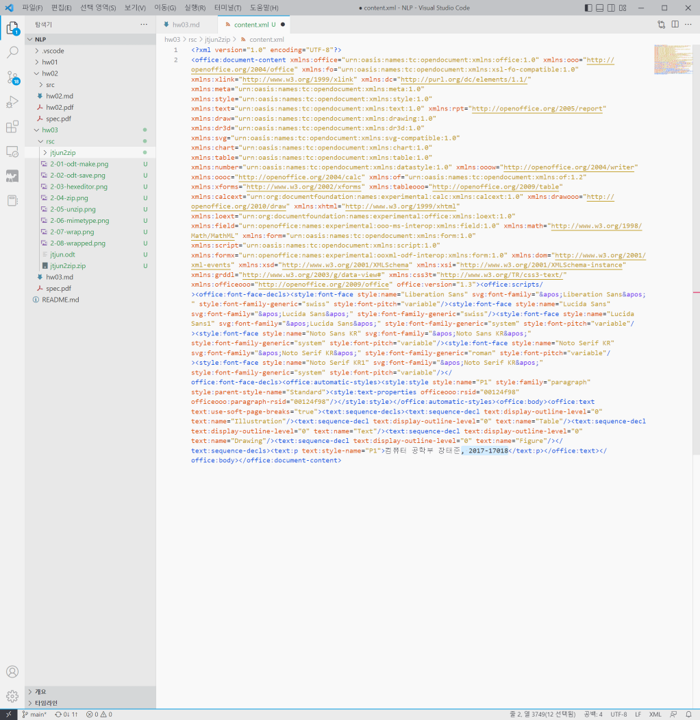 파일(F) 편집(E) 선택 영역(S) 보기(V) 이동(G) 실행(R) 터미널(T) 도움말(H)
● content.xml - NLP - Visual Studio Code
탐색기
hw03.md
content.xml U ●
NLP
.vscode
hw01
hw02
src
hw02.md
hw02.pdf
spec.pdf
hw03
rsc
jtjun2zip
2-01-odt-make.png U
2-02-odt-save.png U
2-03-hexeditor.png U
2-04-zip.png U
2-05-unzip.png U
2-06-mimetype.png U
2-07-wrap.png U
2-08-wrapped.png U
jtjun.odt U
jtjun2zip.zip U
hw03.md
spec.pdf
README.md
개요
타임라인
hw03 > rsc > jtjun2zip > content.xml
1 <?xml version="1.0" encoding="UTF-8"?>
2 <office:document-content xmlns:office="urn:oasis:names:tc:opendocument:xmlns:office:1.0" xmlns:ooo="http://
openoffice.org/2004/office" xmlns:fo="urn:oasis:names:tc:opendocument:xmlns:xsl-fo-compatible:1.0"
xmlns:xlink="http://www.w3.org/1999/xlink" xmlns:dc="http://purl.org/dc/elements/1.1/"
xmlns:meta="urn:oasis:names:tc:opendocument:xmlns:meta:1.0"
xmlns:style="urn:oasis:names:tc:opendocument:xmlns:style:1.0"
xmlns:text="urn:oasis:names:tc:opendocument:xmlns:text:1.0" xmlns:rpt="http://openoffice.org/2005/report"
xmlns:draw="urn:oasis:names:tc:opendocument:xmlns:drawing:1.0"
xmlns:dr3d="urn:oasis:names:tc:opendocument:xmlns:dr3d:1.0"
xmlns:svg="urn:oasis:names:tc:opendocument:xmlns:svg-compatible:1.0"
xmlns:chart="urn:oasis:names:tc:opendocument:xmlns:chart:1.0"
xmlns:table="urn:oasis:names:tc:opendocument:xmlns:table:1.0"
xmlns:number="urn:oasis:names:tc:opendocument:xmlns:datastyle:1.0" xmlns:ooow="http://openoffice.org/2004/writer"
xmlns:oooc="http://openoffice.org/2004/calc" xmlns:of="urn:oasis:names:tc:opendocument:xmlns:of:1.2"
xmlns:xforms="http://www.w3.org/2002/xforms" xmlns:tableooo="http://openoffice.org/2009/table"
xmlns:calcext="urn:org:documentfoundation:names:experimental:calc:xmlns:calcext:1.0" xmlns:drawooo="http://
openoffice.org/2010/draw" xmlns:xhtml="http://www.w3.org/1999/xhtml"
xmlns:loext="urn:org:documentfoundation:names:experimental:office:xmlns:loext:1.0"
xmlns:field="urn:openoffice:names:experimental:ooo-ms-interop:xmlns:field:1.0" xmlns:math="http://www.w3.org/1998/
Math/MathML" xmlns:form="urn:oasis:names:tc:opendocument:xmlns:form:1.0"
xmlns:script="urn:oasis:names:tc:opendocument:xmlns:script:1.0"
xmlns:formx="urn:openoffice:names:experimental:ooxml-odf-interop:xmlns:form:1.0" xmlns:dom="http://www.w3.org/2001/
xml-events" xmlns:xsd="http://www.w3.org/2001/XMLSchema" xmlns:xsi="http://www.w3.org/2001/XMLSchema-instance"
xmlns:grddl="http://www.w3.org/2003/g/data-view#" xmlns:css3t="http://www.w3.org/TR/css3-text/"
xmlns:officeooo="http://openoffice.org/2009/office" office:version="1.3"><office:scripts/
><office:font-face-decls><style:font-face style:name="Liberation Sans" svg:font-family="&apos;Liberation Sans&apos;
" style:font-family-generic="swiss" style:font-pitch="variable"/><style:font-face style:name="Lucida Sans"
svg:font-family="&apos;Lucida Sans&apos;" style:font-family-generic="swiss"/><style:font-face style:name="Lucida
Sans1" svg:font-family="&apos;Lucida Sans&apos;" style:font-family-generic="system" style:font-pitch="variable"/
><style:font-face style:name="Noto Sans KR" svg:font-family="&apos;Noto Sans KR&apos;"
style:font-family-generic="system" style:font-pitch="variable"/><style:font-face style:name="Noto Serif KR"
svg:font-family="&apos;Noto Serif KR&apos;" style:font-family-generic="roman" style:font-pitch="variable"/
><style:font-face style:name="Noto Serif KR1" svg:font-family="&apos;Noto Serif KR&apos;"
style:font-family-generic="system" style:font-pitch="variable"/></
office:font-face-decls><office:automatic-styles><style:style style:name="P1" style:family="paragraph"
style:parent-style-name="Standard"><style:text-properties officeooo:rsid="00124f98"
officeooo:paragraph-rsid="00124f98"/></style:style></office:automatic-styles><office:body><office:text
text:use-soft-page-breaks="true"><text:sequence-decls><text:sequence-decl text:display-outline-level="0"
text:name="Illustration"/><text:sequence-decl text:display-outline-level="0" text:name="Table"/><text:sequence-decl
text:display-outline-level="0" text:name="Text"/><text:sequence-decl text:display-outline-level="0"
text:name="Drawing"/><text:sequence-decl text:display-outline-level="0" text:name="Figure"/></
text:sequence-decls><text:p text:style-name="P1">컴퓨터 공학부 장태준, 2017-17018</text:p></office:text></
office:body></office:document-content>
main* 0↓ 11↑ 0 0
줄 2, 열 3749(12 선택됨) 공백: 4 UTF-8 LF XML